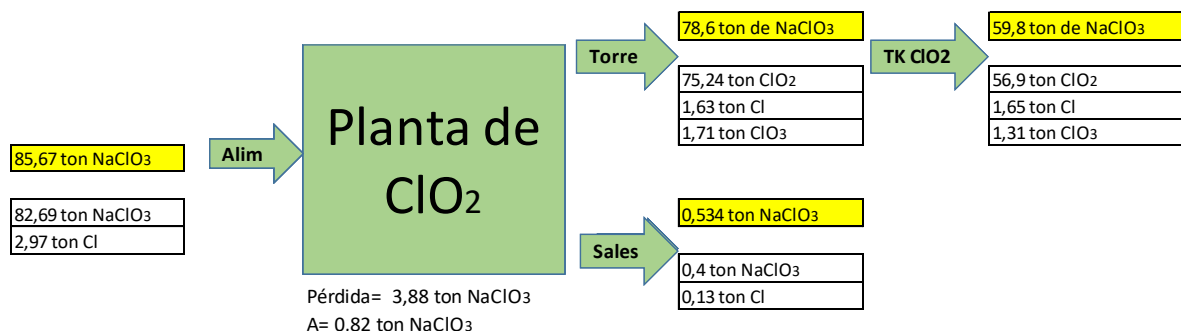 85,67 ton NaClO3
82,69 ton NaClO3
2,97 ton Cl
Alim
Planta de
ClO2
Pérdida= 3,88 ton NaClO3
A= 0,82 ton NaClO3
Torre
78,6 ton de NaClO3
75,24 ton ClO2
1,63 ton Cl
1,71 ton ClO3
TK ClO2
59,8 ton de NaClO3
56,9 ton ClO2
1,65 ton Cl
1,31 ton ClO3
Sales
0,534 ton NaClO3
0,4 ton NaClO3
0,13 ton Cl